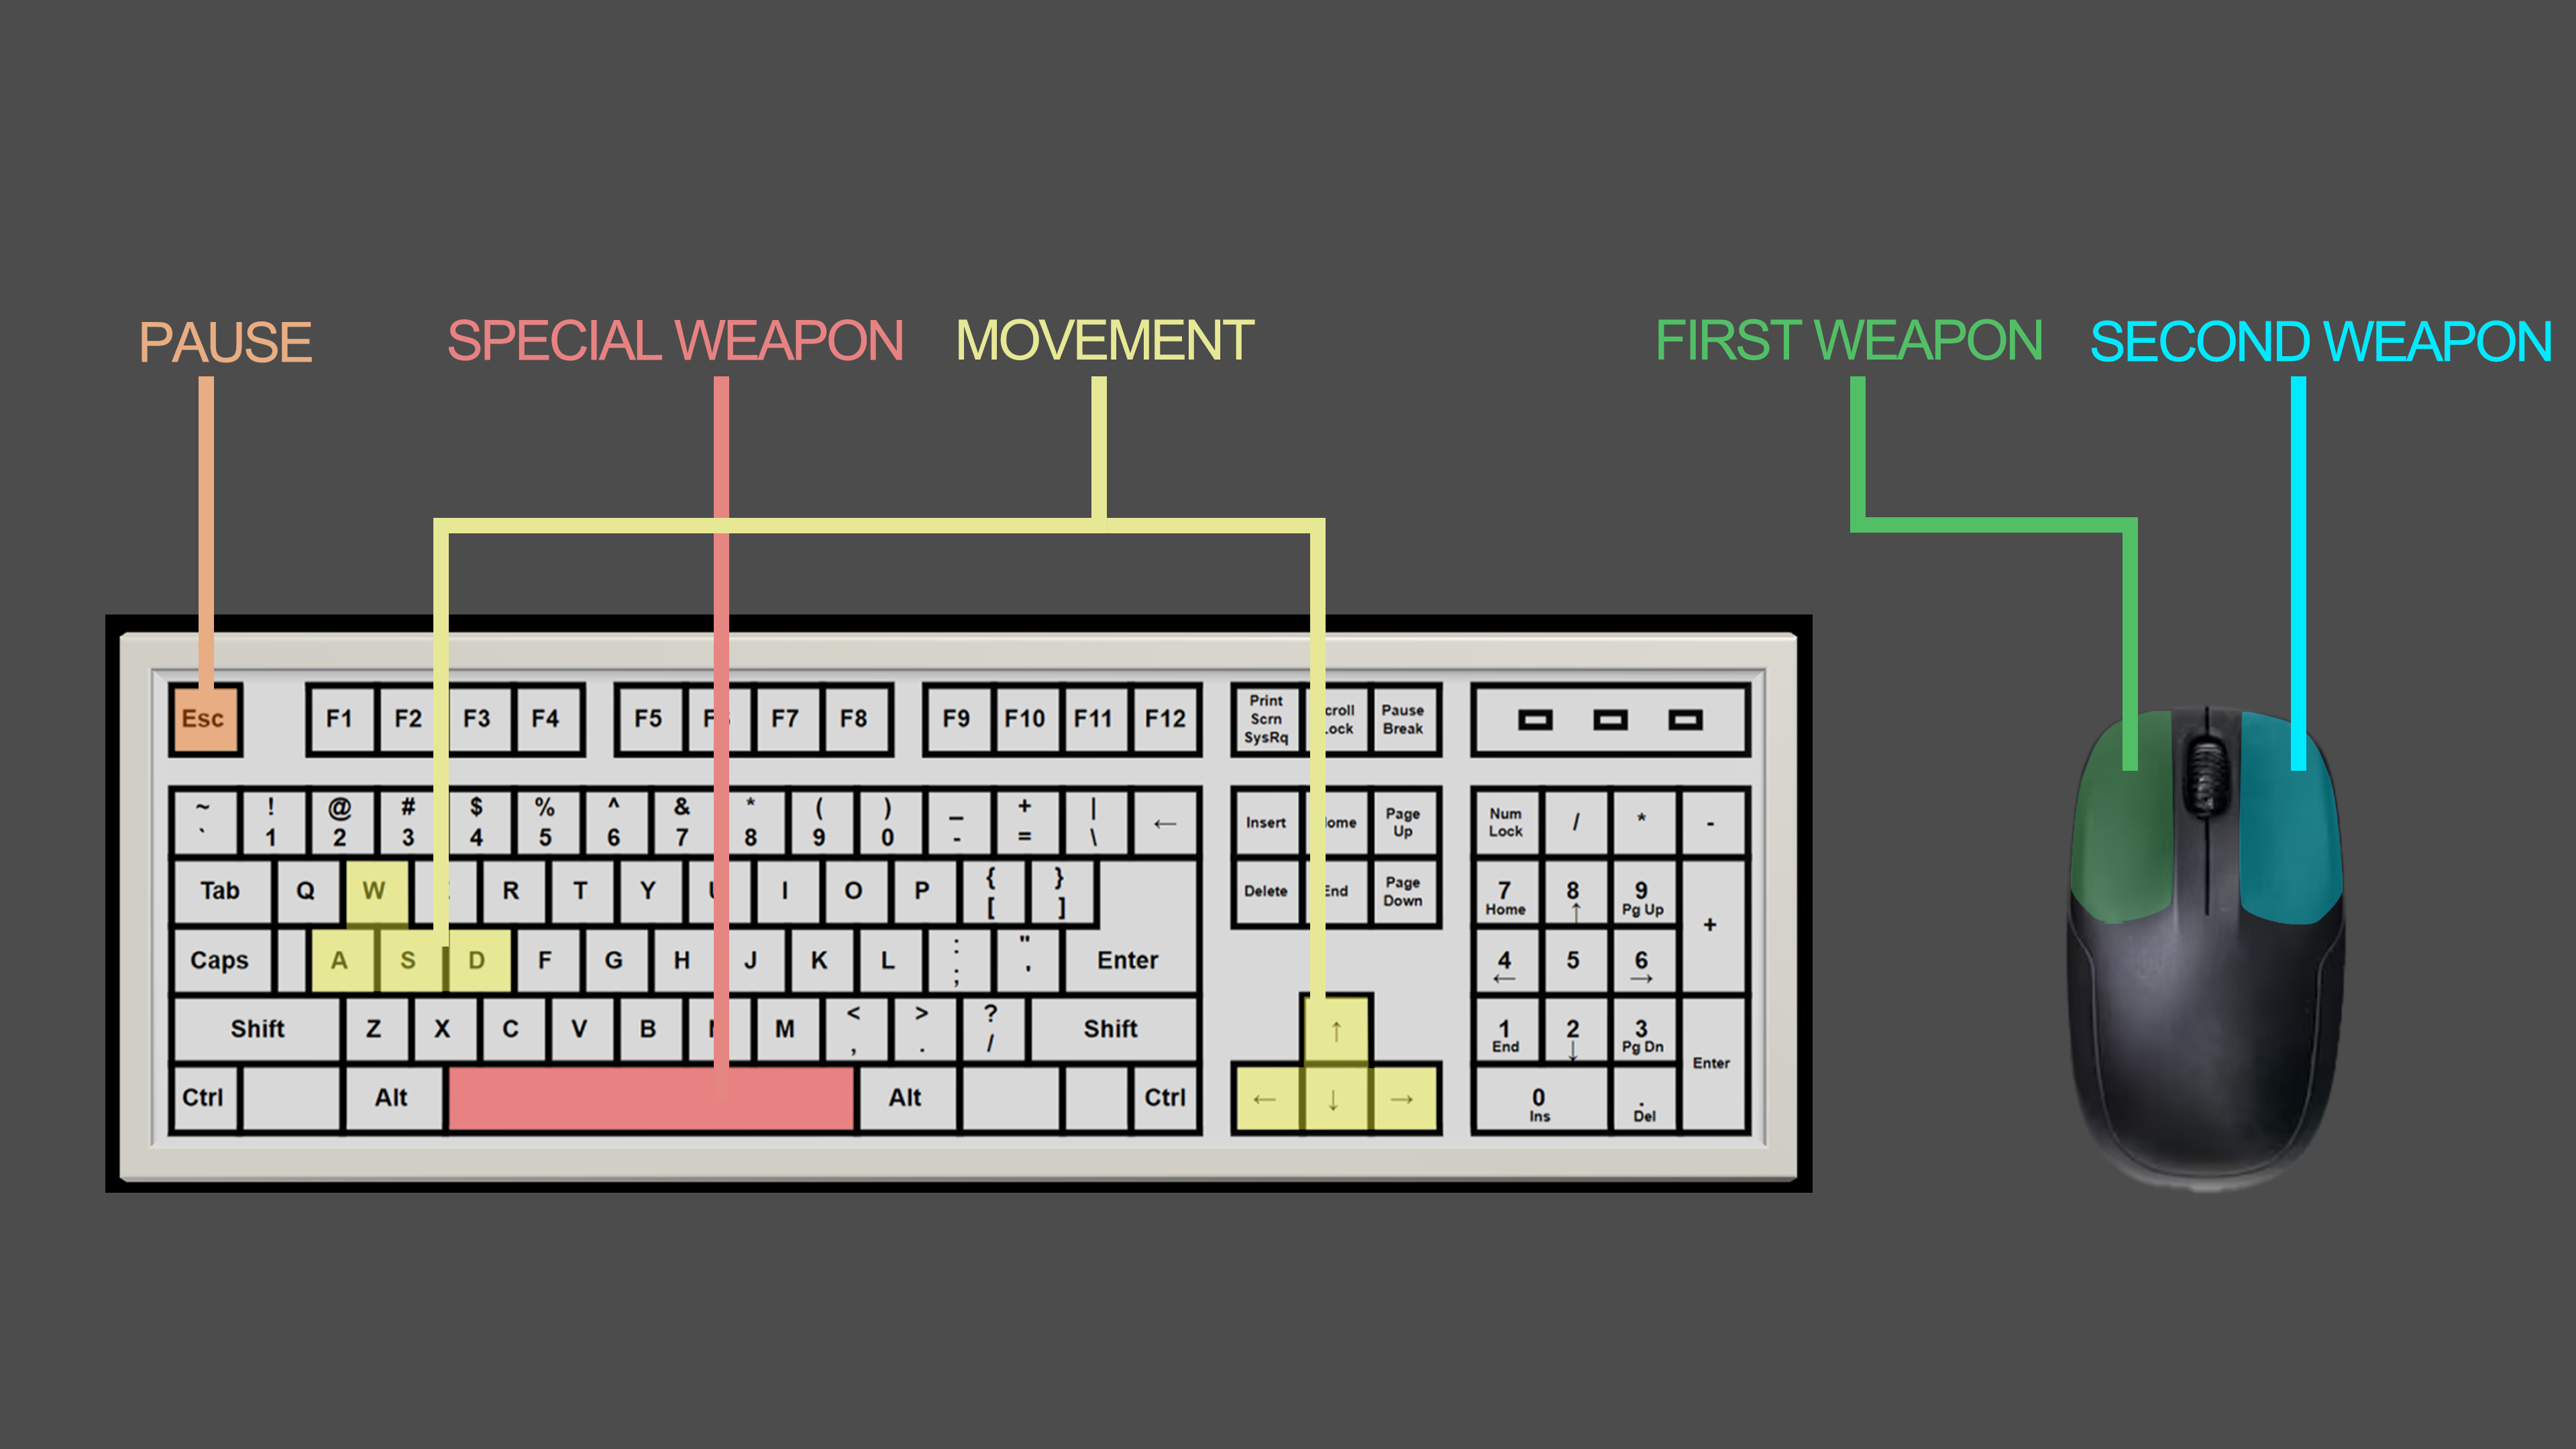 PAUSE SPECIAL WEAPON MOVEMENT FIRST WEAPON SECOND WEAPON
Esc F1 F2 F3 F4 F5 F7 F8 F9 F10 F11 F12
Print Scrn SysRq
Pause Break
~ ! @ # $ % ^ & * ( ) _ + | ←
` 1 2 3 4 5 6 7 8 9 0 - = \
Insert
Page Up
Num Lock / * -
Tab Q W R T Y I O P { [ } ]
Delete End Page Down
7 Home 8 ↑ 9 Pg Up +
Caps A S D F G H J K L : ; " ' Enter
4 ← 5 6 →
Shift Z X C V B M < , > . ? / Shift
↑
1 End 2 ↓ 3 Pg Dn Enter
Ctrl Alt Alt Ctrl
← ↓ →
0 Ins . Del